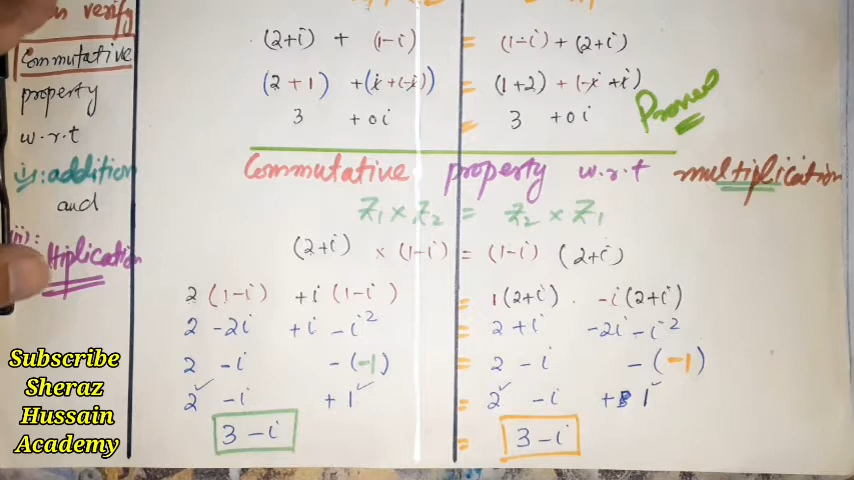 verify
Commutative
property
w.r.t
i): addition
and
(ii):
ltiplication
(2+i) + (1-i) = (1-i) + (2+i)
(2+1) +(i+(-i)) = (1+2) + (-i+i)
3 +0i = 3 +0i
Proved
Commutative property w.r.t multiplication
Z₁ x Z₂ = Z₂ x Z₁
(2+i) x (1-i) = (1-i) (2+i)
2 (1-i) +i (1-i) = 1(2+i) . -i(2+i)
2 -2i +i -i² = 2 +i -2i -i²
2 -i -(-1) = 2 -i -(-1)
2 -i +1 = 2 -i + 1
3 -i = 3 -i
Subscribe
Sheraz
Hussain
Academy